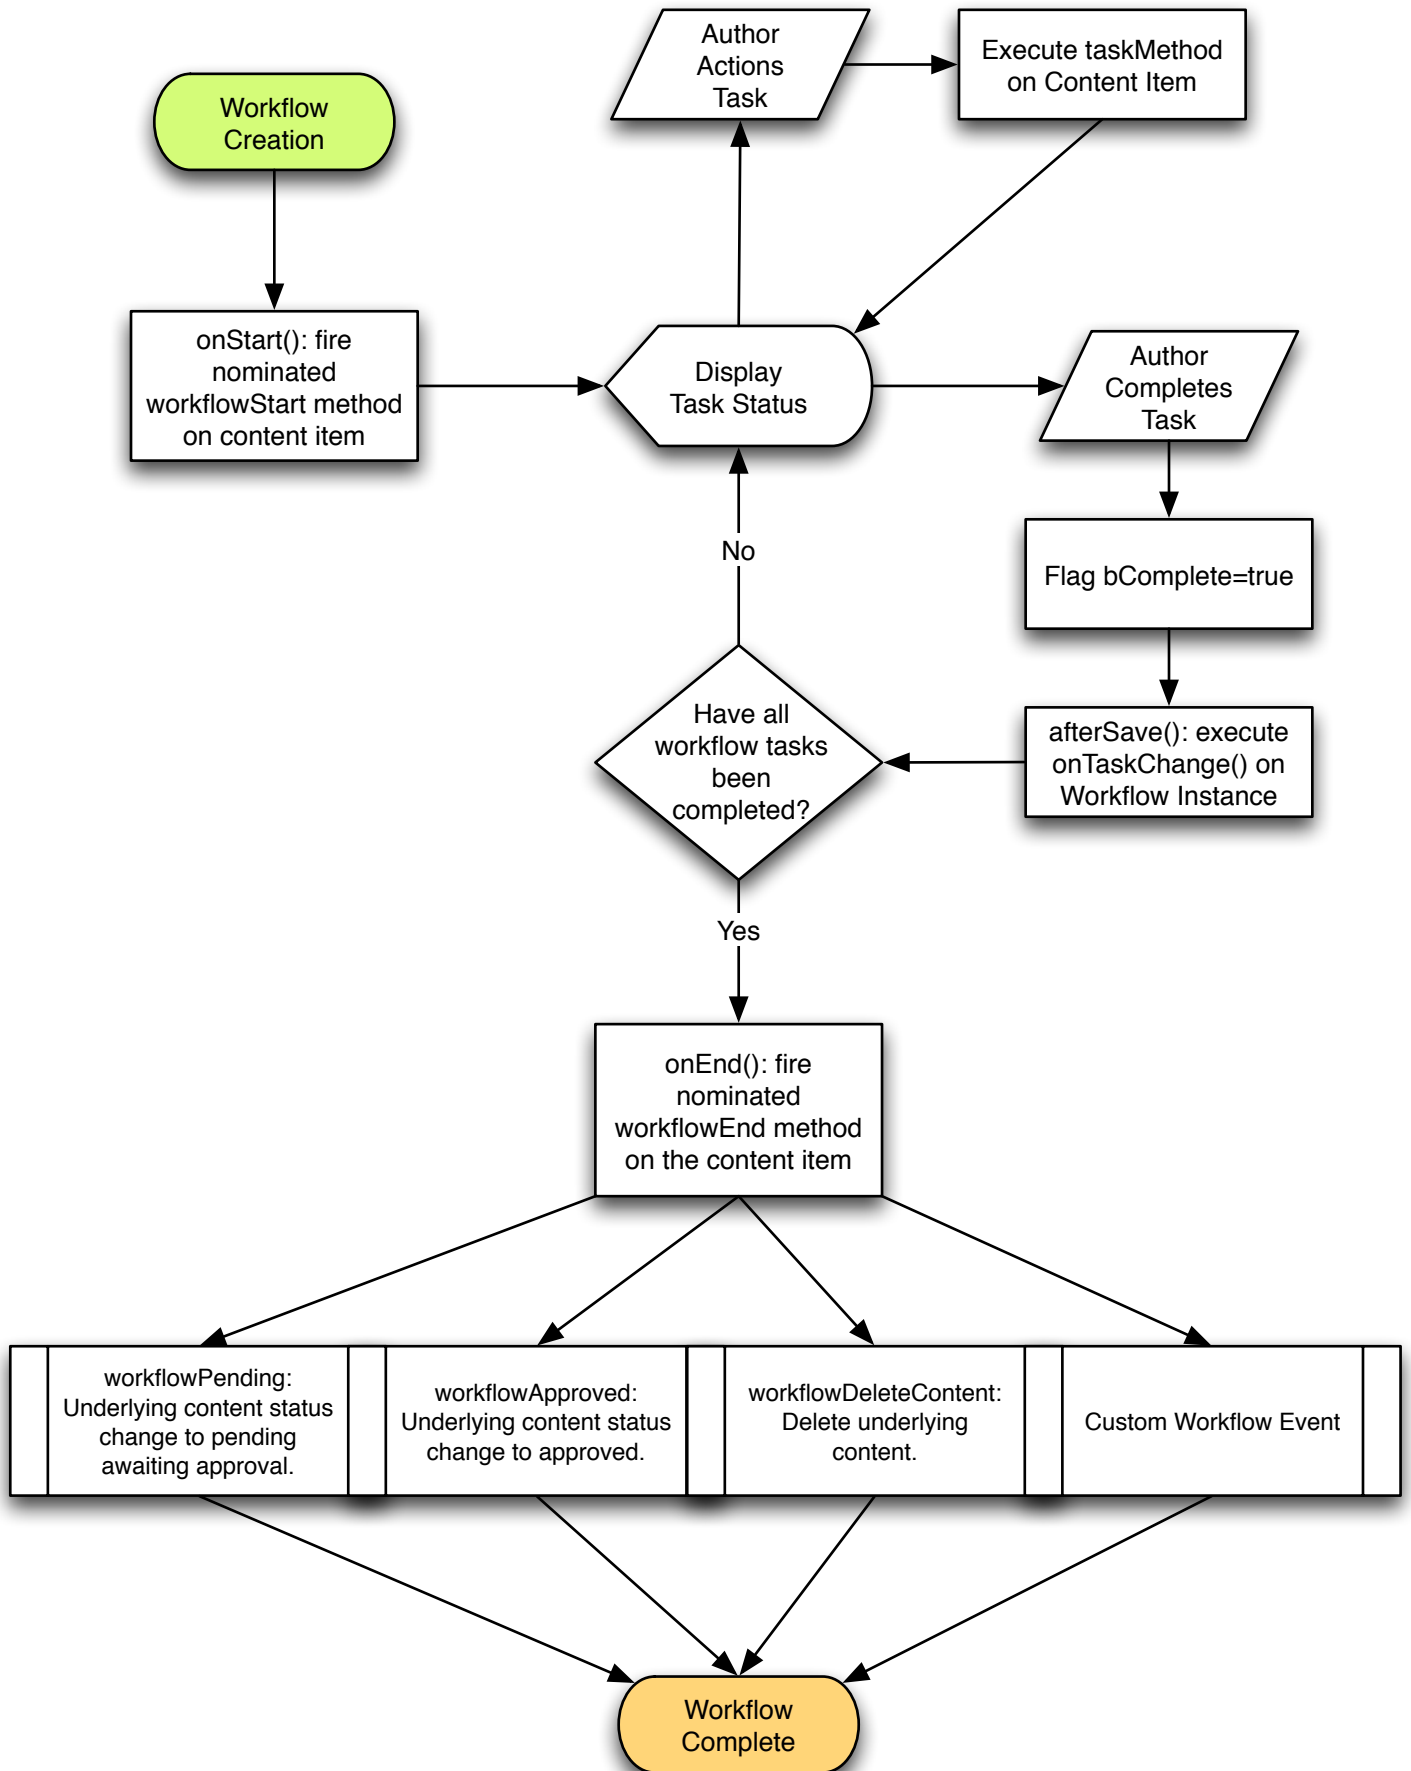 Author
Actions
Task
Execute taskMethod
on Content Item
Workflow
Creation
onStart(): fire
nominated
workflowStart method
on content item
Display
Task Status
Author
Completes
Task
No
Flag bComplete=true
Have all
workflow tasks
been
completed?
afterSave(): execute
onTaskChange() on
Workflow Instance
Yes
onEnd(): fire
nominated
workflowEnd method
on the content item
workflowPending:
Underlying content status
change to pending
awaiting approval.
workflowApproved:
Underlying content status
change to approved.
workflowDeleteContent:
Delete underlying
content.
Custom Workflow Event
Workflow
Complete